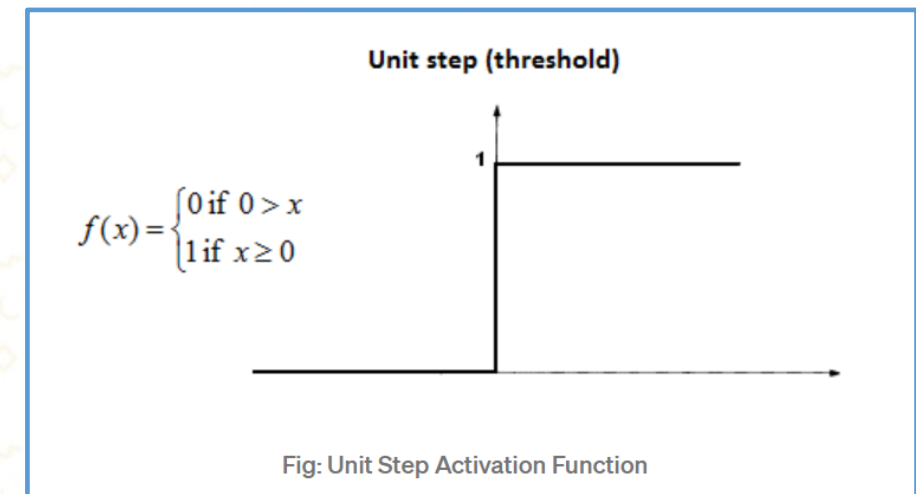 Unit step (threshold)
1
f(x) = {0 if 0 > x
1 if x ≥ 0
Fig: Unit Step Activation Function